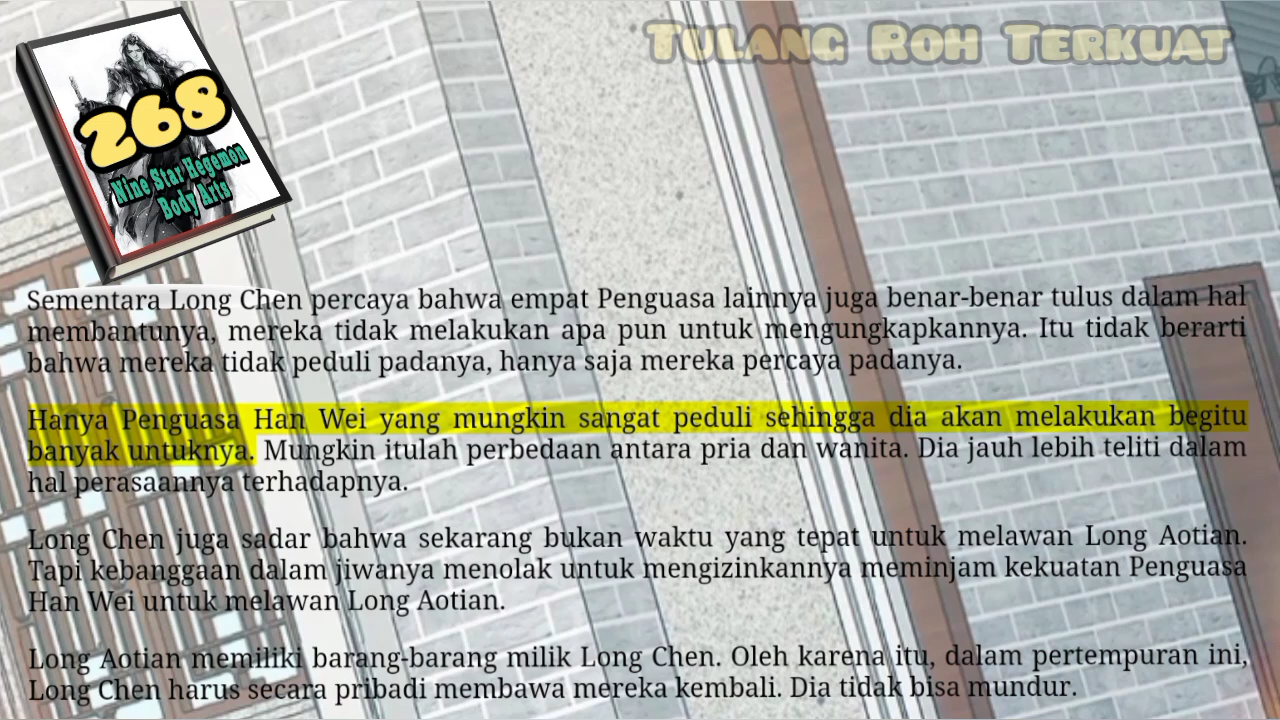 Tulang Roh Terkuat
268
Nine Star Hegemon
Body Arts
Sementara Long Chen percaya bahwa empat Penguasa lainnya juga benar-benar tulus dalam hal
membantunya, mereka tidak melakukan apa pun untuk mengungkapkannya. Itu tidak berarti
bahwa mereka tidak peduli padanya, hanya saja mereka percaya padanya.
Hanya Penguasa Han Wei yang mungkin sangat peduli sehingga dia akan melakukan begitu
banyak untuknya. Mungkin itulah perbedaan antara pria dan wanita. Dia jauh lebih teliti dalam
hal perasaannya terhadapnya.
Long Chen juga sadar bahwa sekarang bukan waktu yang tepat untuk melawan Long Aotian.
Tapi kebanggaan dalam jiwanya menolak untuk mengizinkannya meminjam kekuatan Penguasa
Han Wei untuk melawan Long Aotian.
Long Aotian memiliki barang-barang milik Long Chen. Oleh karena itu, dalam pertempuran ini,
Long Chen harus secara pribadi membawa mereka kembali. Dia tidak bisa mundur.